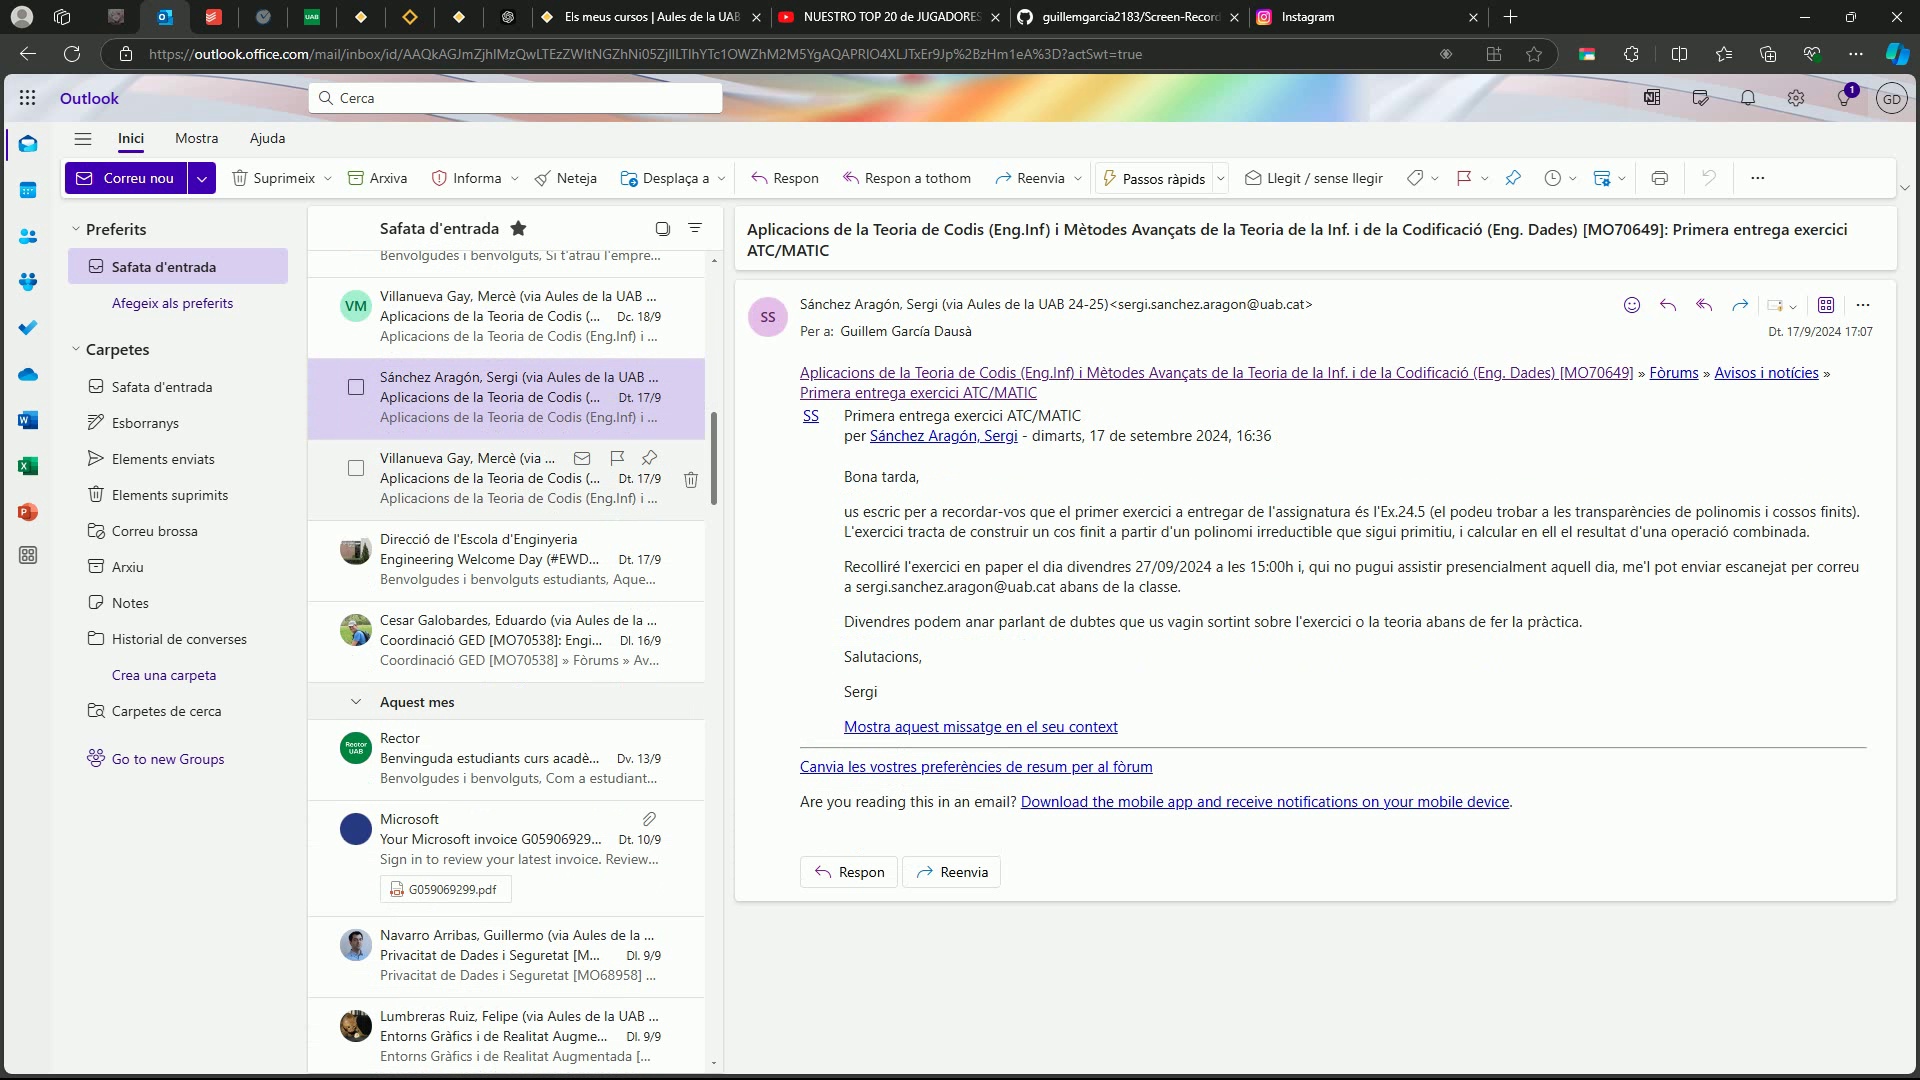 Els meus cursos | Aules de la UAB
NUESTRO TOP 20 de JUGADORES
guillemgarcia2183/Screen-Record
Instagram
https://outlook.office.com/mail/inbox/id/
Outlook
Cerca
1
GD
Inici
Mostra
Ajuda
Correu nou
Suprimeix
Arxiva
Informa
Neteja
Desplaça a
Respon
Respon a tothom
Reenvia
Passos ràpids
Llegit / sense llegir
Preferits
Safata d'entrada
Afegeix als preferits
Carpetes
Safata d'entrada
Esborranys
Elements enviats
Elements suprimits
Correu brossa
Arxiu
Notes
Historial de converses
Crea una carpeta
Carpetes de cerca
Go to new Groups
Safata d'entrada
Benvolgudes i benvolguts, Si t'atrau l'empre...
VM
Villanueva Gay, Mercè (via Aules de la UAB ...
Aplicacions de la Teoria de Codis (... Dc. 18/9
Aplicacions de la Teoria de Codis (Eng.Inf) i ...
Sánchez Aragón, Sergi (via Aules de la UAB ...
Aplicacions de la Teoria de Codis (... Dt. 17/9
Aplicacions de la Teoria de Codis (Eng.Inf) i ...
Villanueva Gay, Mercè (via ...
Aplicacions de la Teoria de Codis (... Dt. 17/9
Aplicacions de la Teoria de Codis (Eng.Inf) i ...
Direcció de l'Escola d'Enginyeria
Engineering Welcome Day (#EWD... Dt. 17/9
Benvolgudes i benvolguts estudiants, Aque...
Cesar Galobardes, Eduardo (via Aules de la ...
Coordinació GED [MO70538]: Engi... Dl. 16/9
Coordinació GED [MO70538] » Fòrums » Av...
Aquest mes
Rector UAB
Rector
Benvinguda estudiants curs acadè... Dv. 13/9
Benvolgudes i benvolguts, Com a estudiant...
Microsoft
Your Microsoft invoice G05906929... Dt. 10/9
Sign in to review your latest invoice. Review...
G059069299.pdf
Navarro Arribas, Guillermo (via Aules de la ...
Privacitat de Dades i Seguretat [M... Dl. 9/9
Privacitat de Dades i Seguretat [MO68958] ...
Lumbreras Ruiz, Felipe (via Aules de la UAB ...
Entorns Gràfics i de Realitat Augme... Dl. 9/9
Entorns Gràfics i de Realitat Augmentada [...
Aplicacions de la Teoria de Codis (Eng.Inf) i Mètodes Avançats de la Teoria de la Inf. i de la Codificació (Eng. Dades) [MO70649]: Primera entrega exercici
ATC/MATIC
SS
Sánchez Aragón, Sergi (via Aules de la UAB 24-25)<sergi.sanchez.aragon@uab.cat>
Per a: Guillem García Dausà
Dt. 17/9/2024 17:07
Aplicacions de la Teoria de Codis (Eng.Inf) i Mètodes Avançats de la Teoria de la Inf. i de la Codificació (Eng. Dades) [MO70649] » Fòrums » Avisos i notícies »
Primera entrega exercici ATC/MATIC
SS Primera entrega exercici ATC/MATIC
per Sánchez Aragón, Sergi - dimarts, 17 de setembre 2024, 16:36
Bona tarda,
us escric per a recordar-vos que el primer exercici a entregar de l'assignatura és l'Ex.24.5 (el podeu trobar a les transparències de polinomis i cossos finits).
L'exercici tracta de construir un cos finit a partir d'un polinomi irreductible que sigui primitiu, i calcular en ell el resultat d'una operació combinada.
Recolliré l'exercici en paper el dia divendres 27/09/2024 a les 15:00h i, qui no pugui assistir presencialment aquell dia, me'l pot enviar escanejat per correu
a sergi.sanchez.aragon@uab.cat abans de la classe.
Divendres podem anar parlant de dubtes que us vagin sortint sobre l'exercici o la teoria abans de fer la pràctica.
Salutacions,
Sergi
Mostra aquest missatge en el seu context
Canvia les vostres preferències de resum per al fòrum
Are you reading this in an email? Download the mobile app and receive notifications on your mobile device.
Respon
Reenvia